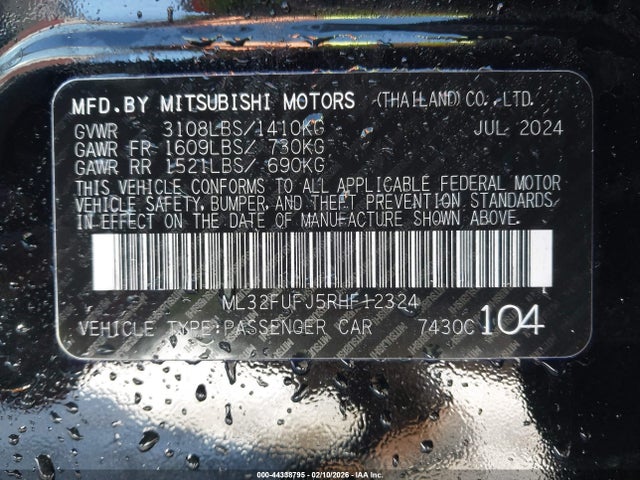 MFD.BY MITSUBISHI MOTORS (THAILAND) CO., LTD.
GVWR 3108LBS/1410KG JUL 2024
GAWR FR 1609LBS/ 730KG
GAWR RR 1521LBS/ 690KG
THIS VEHICLE CONFORMS TO ALL APPLICABLE FEDERAL MOTOR
VEHICLE SAFETY, BUMPER, AND THEFT PREVENTION STANDARDS
IN EFFECT ON THE DATE OF MANUFACTURE SHOWN ABOVE.
ML32FUFJ5RHF12324
VEHICLE TYPE:PASSENGER CAR 7430C 104
000-44338795 - 02/10/2026 - IAA Inc.